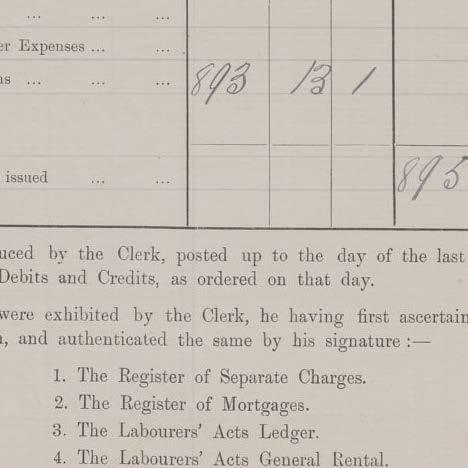 ... ... ...
er Expenses ... ...
ns ... ... ... 893 13 1
issued ... ... 895
uced by the Clerk, posted up to the day of the last
Debits and Credits, as ordered on that day.
were exhibited by the Clerk, he having first ascertain
, and authenticated the same by his signature :—
1. The Register of Separate Charges.
2. The Register of Mortgages.
3. The Labourers' Acts Ledger.
4. The Labourers' Acts General Rental.